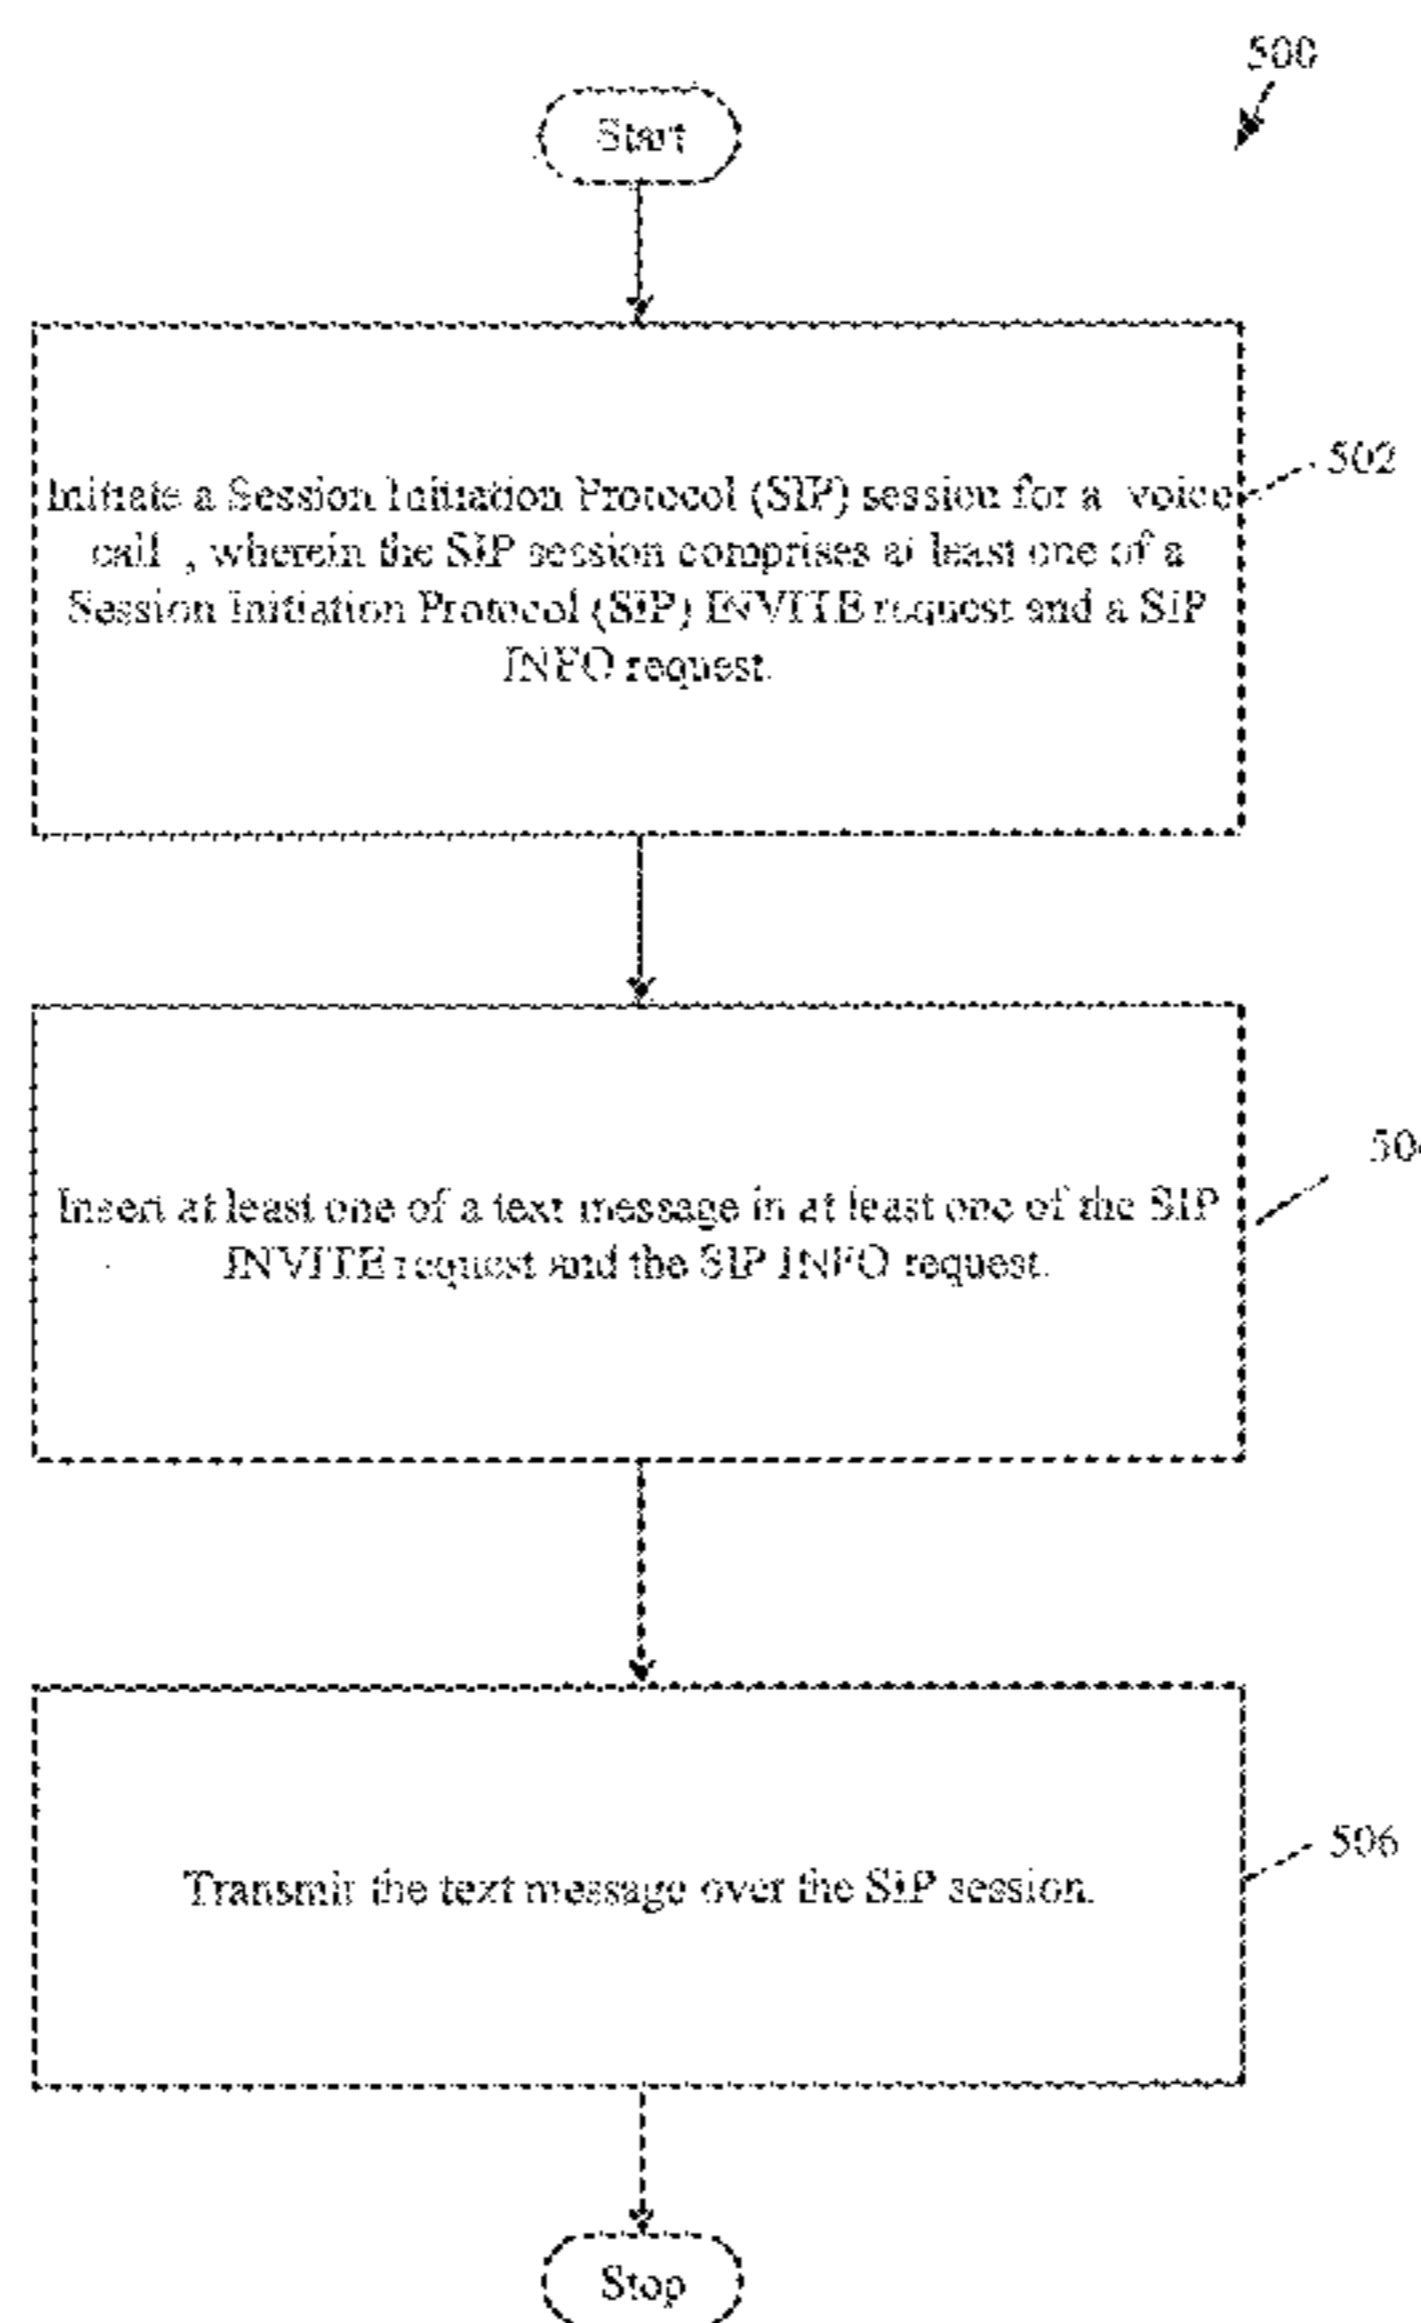 500
Start
Initiate a Session Initiation Protocol (SIP) session for a voice
call , wherein the SIP session comprises at least one of a
Session Initiation Protocol (SIP) INVITE request and a SIP
INFO request.
502
Insert at least one of a text message in at least one of the SIP
INVITE request and the SIP INFO request.
Transmit the text message over the SIP session.
506
Stop